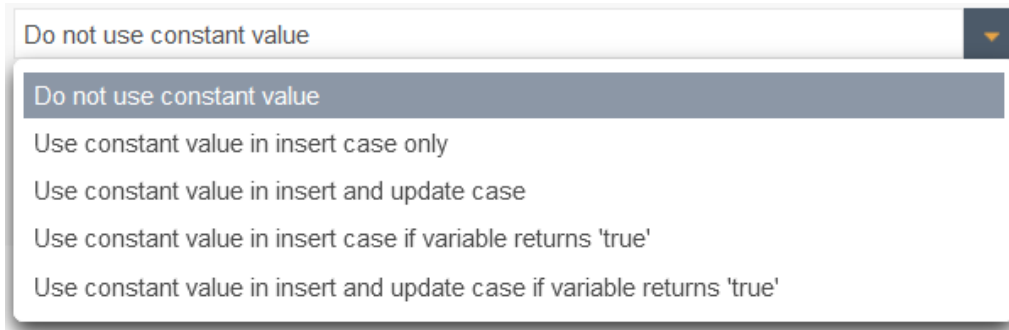 Do not use constant value
Do not use constant value
Use constant value in insert case only
Use constant value in insert and update case
Use constant value in insert case if variable returns 'true'
Use constant value in insert and update case if variable returns 'true'